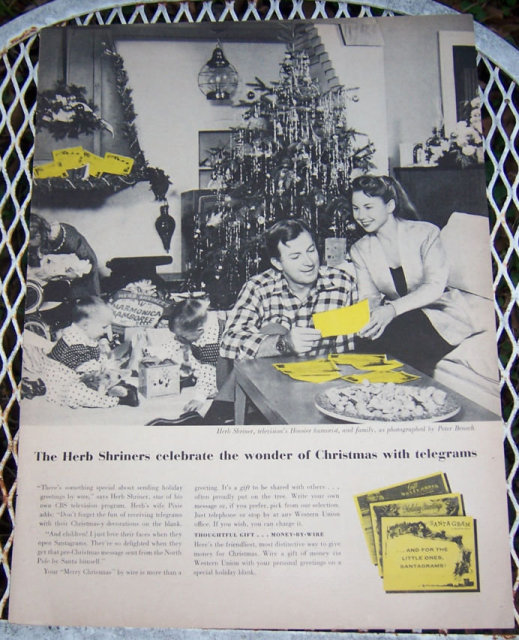 HARMONICA
JAMBOREE
Herb Shriner, television's Hoosier humorist, and family, as photographed by Peter Basch
The Herb Shriners celebrate the wonder of Christmas with telegrams
"There's something special about sending holiday
greetings by wire," says Herb Shriner, star of his
own CBS television program. Herb's wife Pixie
adds: "Don't forget the fun of receiving telegrams
with their Christmas-y decorations on the blank.
"And children! I just love their faces when they
open Santagrams. They're so delighted when they
get that pre-Christmas message sent from the North
Pole by Santa himself."
Your "Merry Christmas" by wire is more than a
greeting. It's a gift to be shared with others . . .
often proudly put on the tree. Write your own
message or, if you prefer, pick from our selection.
Just telephone or stop by at any Western Union
office. If you wish, you can charge it.
THOUGHTFUL GIFT . . . MONEY-BY-WIRE
Here's the friendliest, most distinctive way to give
money for Christmas. Wire a gift of money via
Western Union with your personal greetings on a
special holiday blank.
Gift
Holiday Greeting
SANTAGRAM
... AND FOR THE
LITTLE ONES,
SANTAGRAMS!